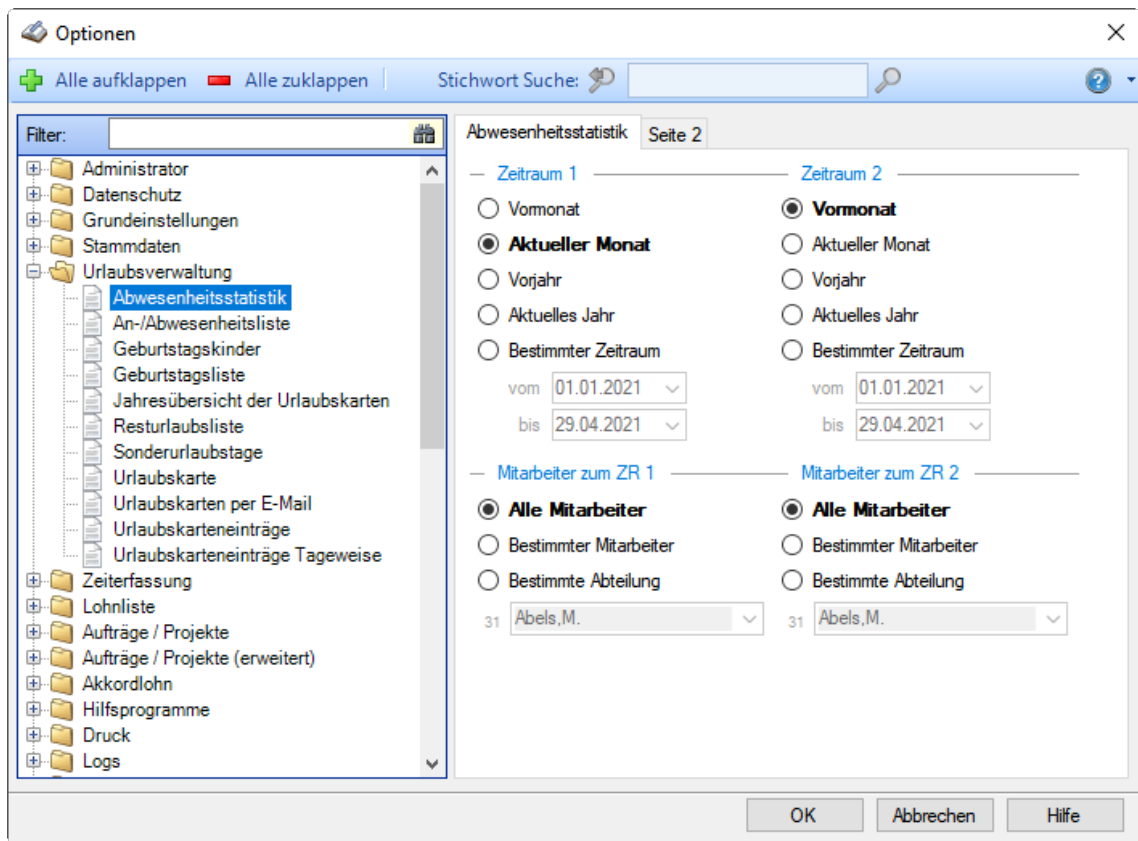 Optionen
Alle aufklappen Alle zuklappen Stichwort Suche:
Filter:
Administrator
Datenschutz
Grundeinstellungen
Stammdaten
Urlaubsverwaltung
Abwesenheitsstatistik
An-/Abwesenheitsliste
Geburtstagskinder
Geburtstagsliste
Jahresübersicht der Urlaubskarten
Resturlaubsliste
Sonderurlaubstage
Urlaubskarte
Urlaubskarten per E-Mail
Urlaubskarteneinträge
Urlaubskarteneinträge Tageweise
Zeiterfassung
Lohnliste
Aufträge / Projekte
Aufträge / Projekte (erweitert)
Akkordlohn
Hilfsprogramme
Druck
Logs
Abwesenheitsstatistik Seite 2
Zeitraum 1 Zeitraum 2
Vormonat Vormonat
Aktueller Monat Aktueller Monat
Vorjahr Vorjahr
Aktuelles Jahr Aktuelles Jahr
Bestimmter Zeitraum Bestimmter Zeitraum
vom 01.01.2021 vom 01.01.2021
bis 29.04.2021 bis 29.04.2021
Mitarbeiter zum ZR 1 Mitarbeiter zum ZR 2
Alle Mitarbeiter Alle Mitarbeiter
Bestimmter Mitarbeiter Bestimmter Mitarbeiter
Bestimmte Abteilung Bestimmte Abteilung
31 Abels,M. 31 Abels,M.
OK Abbrechen Hilfe